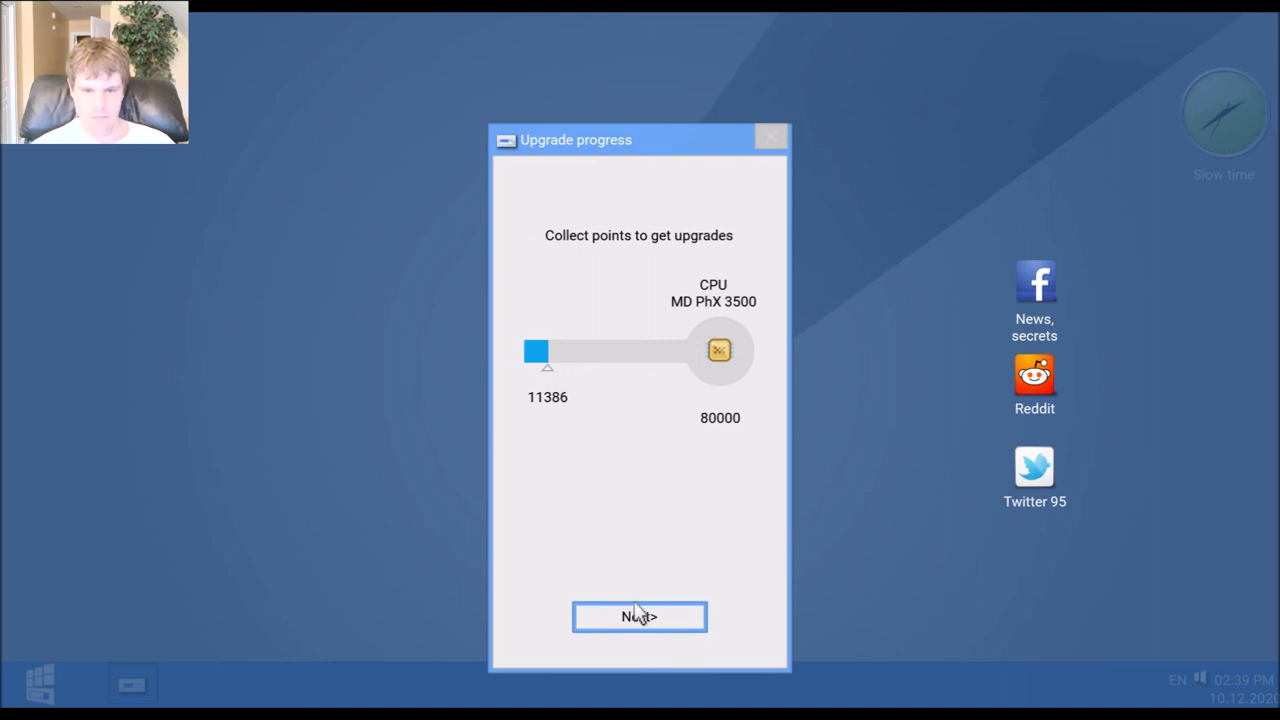 Upgrade progress
Collect points to get upgrades
CPU
MD PhX 3500
11386
80000
Next>
Slow time
News,
secrets
Reddit
Twitter 95
EN 02:39 PM
10.12.2020